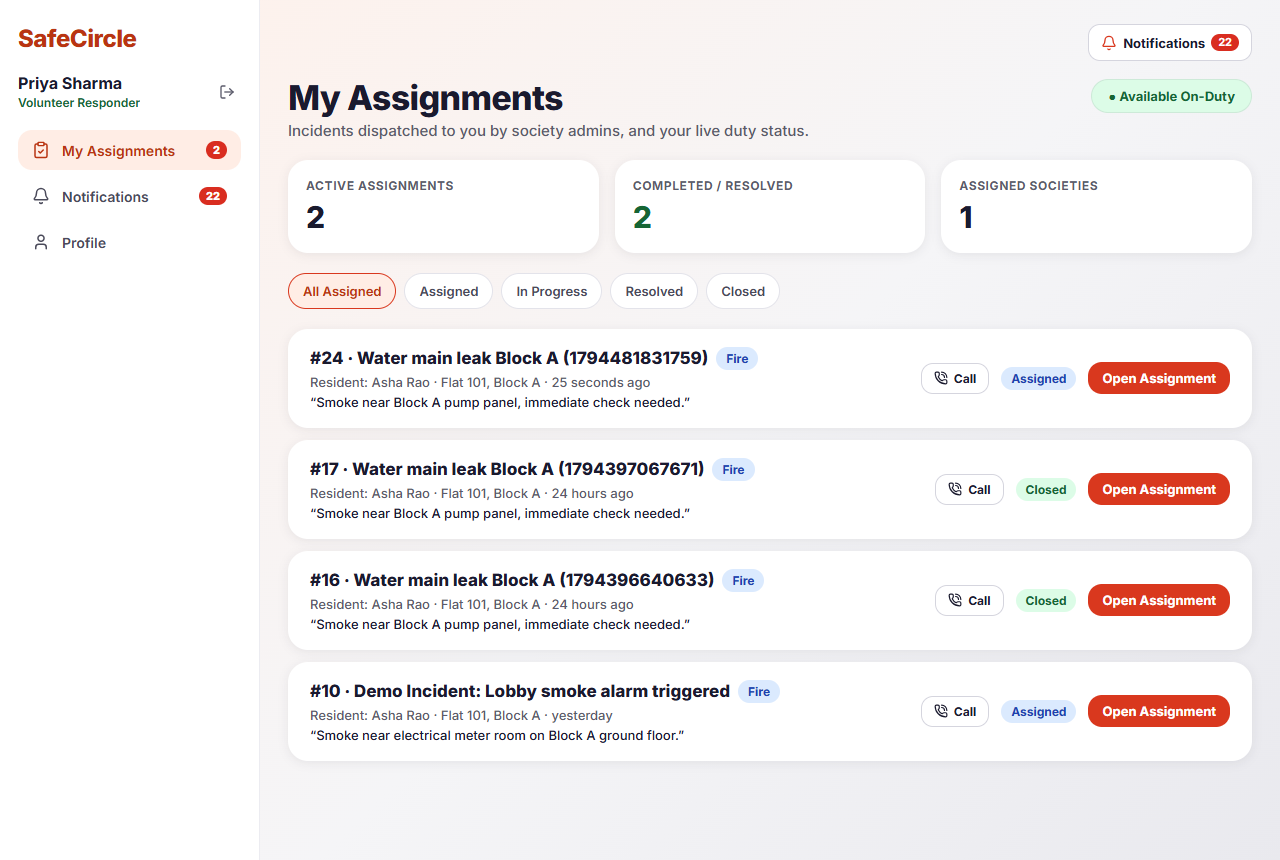 SafeCircle
Priya Sharma
Volunteer Responder
My Assignments 2
Notifications 22
Profile
Notifications 22
My Assignments
• Available On-Duty
Incidents dispatched to you by society admins, and your live duty status.
ACTIVE ASSIGNMENTS
2
COMPLETED / RESOLVED
2
ASSIGNED SOCIETIES
1
All Assigned
Assigned
In Progress
Resolved
Closed
#24 · Water main leak Block A (1794481831759) Fire
Resident: Asha Rao · Flat 101, Block A · 25 seconds ago
“Smoke near Block A pump panel, immediate check needed.”
Call Assigned Open Assignment
#17 · Water main leak Block A (1794397067671) Fire
Resident: Asha Rao · Flat 101, Block A · 24 hours ago
“Smoke near Block A pump panel, immediate check needed.”
Call Closed Open Assignment
#16 · Water main leak Block A (1794396640633) Fire
Resident: Asha Rao · Flat 101, Block A · 24 hours ago
“Smoke near Block A pump panel, immediate check needed.”
Call Closed Open Assignment
#10 · Demo Incident: Lobby smoke alarm triggered Fire
Resident: Asha Rao · Flat 101, Block A · yesterday
“Smoke near electrical meter room on Block A ground floor.”
Call Assigned Open Assignment